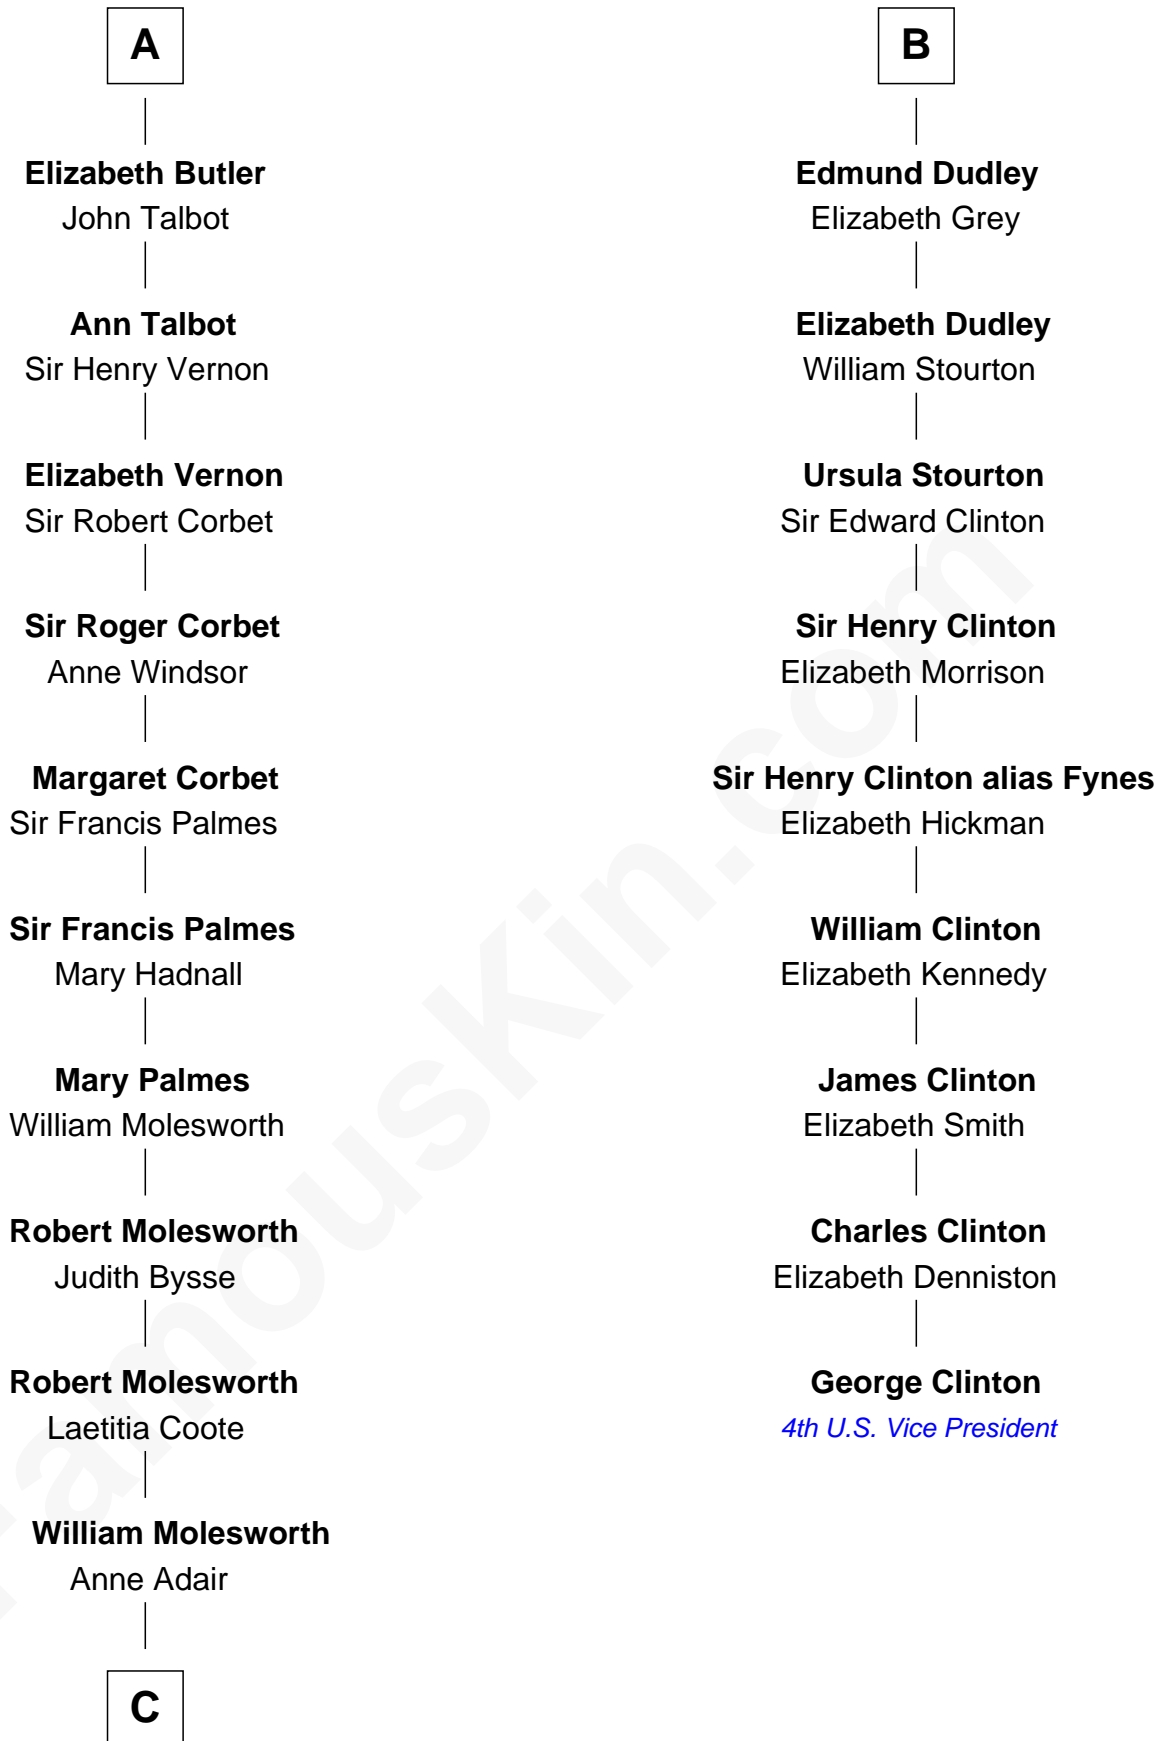 A
Elizabeth Butler
John Talbot
Ann Talbot
Sir Henry Vernon
Elizabeth Vernon
Sir Robert Corbet
Sir Roger Corbet
Anne Windsor
Margaret Corbet
Sir Francis Palmes
Sir Francis Palmes
Mary Hadnall
Mary Palmes
William Molesworth
Robert Molesworth
Judith Bysse
Robert Molesworth
Laetitia Coote
William Molesworth
Anne Adair
C
B
Edmund Dudley
Elizabeth Grey
Elizabeth Dudley
William Stourton
Ursula Stourton
Sir Edward Clinton
Sir Henry Clinton
Elizabeth Morrison
Sir Henry Clinton alias Fynes
Elizabeth Hickman
William Clinton
Elizabeth Kennedy
James Clinton
Elizabeth Smith
Charles Clinton
Elizabeth Denniston
George Clinton
4th U.S. Vice President
FamousKin.com